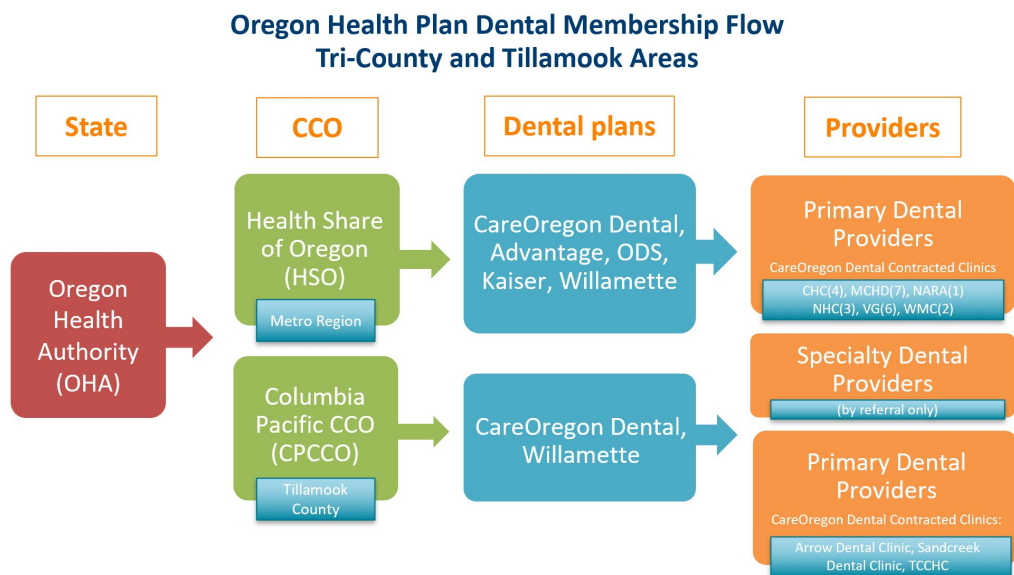 Oregon Health Plan Dental Membership Flow
Tri-County and Tillamook Areas
State
CCO
Dental plans
Providers
Oregon
Health
Authority
(OHA)
Health Share
of Oregon
(HSO)
Metro Region
CareOregon Dental,
Advantage, ODS,
Kaiser, Willamette
Primary Dental
Providers
CareOregon Dental Contracted Clinics
CHC(4), MCHD(7), NARA(1)
NHC(3), VG(6), WMC(2)
Columbia
Pacific CCO
(CPCCO)
Tillamook
County
CareOregon Dental,
Willamette
Specialty Dental
Providers
(by referral only)
Primary Dental
Providers
CareOregon Dental Contracted Clinics:
Arrow Dental Clinic, Sandcreek
Dental Clinic, TCCHC